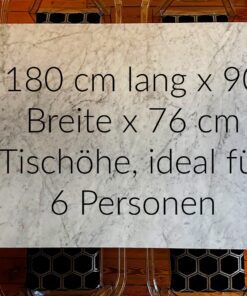 180 cm lang x 90
Breite x 76 cm
Tischöhe, ideal fü
6 Personen